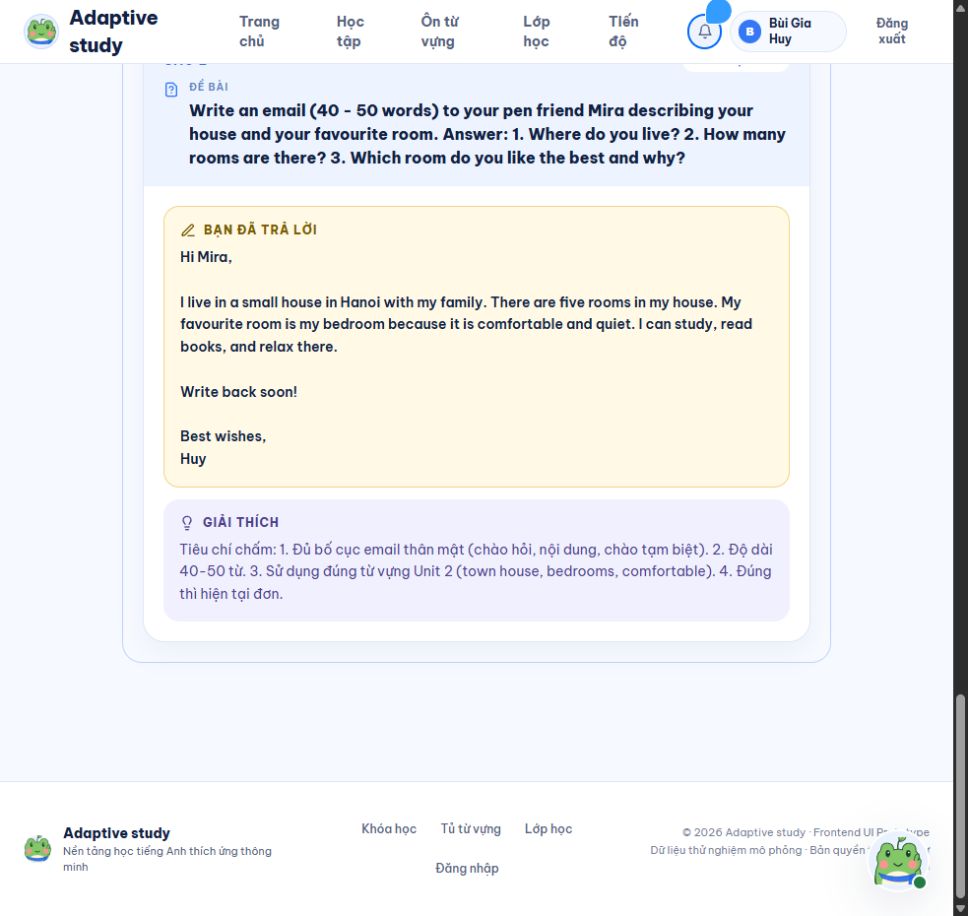 Adaptive study
Trang chủ
Học tập
Ôn từ vựng
Lớp học
Tiến độ
B
Bùi Gia Huy
Đăng xuất
ĐỀ BÀI
Write an email (40 - 50 words) to your pen friend Mira describing your
house and your favourite room. Answer: 1. Where do you live? 2. How many
rooms are there? 3. Which room do you like the best and why?
BẠN ĐÃ TRẢ LỜI
Hi Mira,
I live in a small house in Hanoi with my family. There are five rooms in my house. My
favourite room is my bedroom because it is comfortable and quiet. I can study, read
books, and relax there.
Write back soon!
Best wishes,
Huy
GIẢI THÍCH
Tiêu chí chấm: 1. Đủ bố cục email thân mật (chào hỏi, nội dung, chào tạm biệt). 2. Độ dài
40-50 từ. 3. Sử dụng đúng từ vựng Unit 2 (town house, bedrooms, comfortable). 4. Đúng
thì hiện tại đơn.
Adaptive study
Nền tảng học tiếng Anh thích ứng thông
minh
Khóa học
Tủ từ vựng
Lớp học
Đăng nhập
© 2026 Adaptive study · Frontend UI
Dữ liệu thử nghiệm mô phỏng · Bản quyền